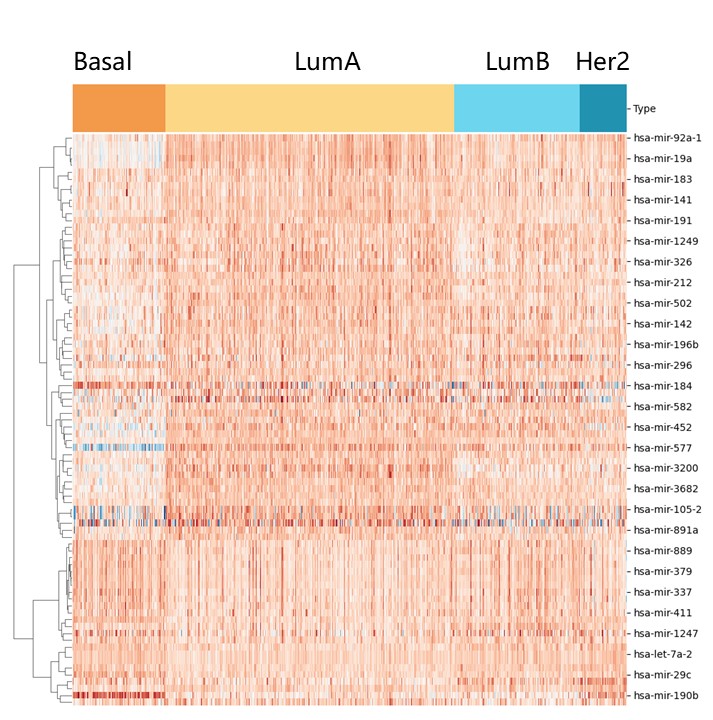 Basal LumA LumB Her2
Type
hsa-mir-92a-1
hsa-mir-19a
hsa-mir-183
hsa-mir-141
hsa-mir-191
hsa-mir-1249
hsa-mir-326
hsa-mir-212
hsa-mir-502
hsa-mir-142
hsa-mir-196b
hsa-mir-296
hsa-mir-184
hsa-mir-582
hsa-mir-452
hsa-mir-577
hsa-mir-3200
hsa-mir-3682
hsa-mir-105-2
hsa-mir-891a
hsa-mir-889
hsa-mir-379
hsa-mir-337
hsa-mir-411
hsa-mir-1247
hsa-let-7a-2
hsa-mir-29c
hsa-mir-190b